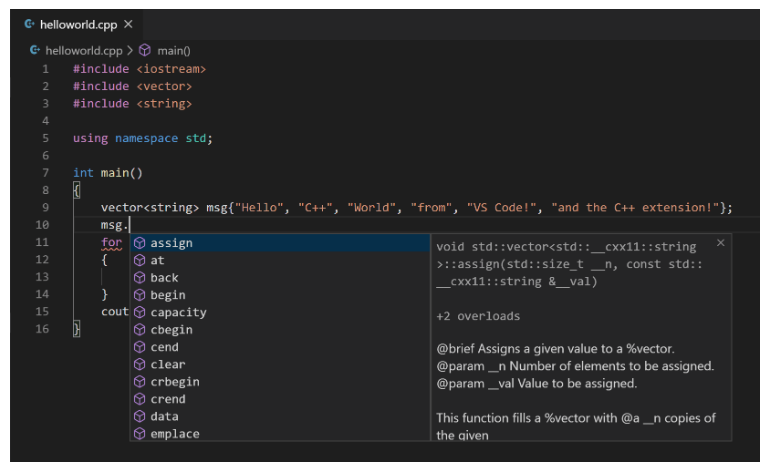 helloworld.cpp ×
helloworld.cpp > main()
1 #include <iostream>
2 #include <vector>
3 #include <string>
4
5 using namespace std;
6
7 int main()
8 {
9 vector<string> msg{"Hello", "C++", "World", "from", "VS Code!", "and the C++ extension!"};
10 msg.
11 for
12 {
13
14 }
15 cout
16 }
assign
at
back
begin
capacity
cbegin
cend
clear
crbegin
crend
data
emplace
void std::vector<std::__cxx11::string
>::assign(std::size_t __n, const std::
__cxx11::string &__val)
+2 overloads
@brief Assigns a given value to a %vector.
@param __n Number of elements to be assigned.
@param __val Value to be assigned.
This function fills a %vector with @a __n copies of
the given